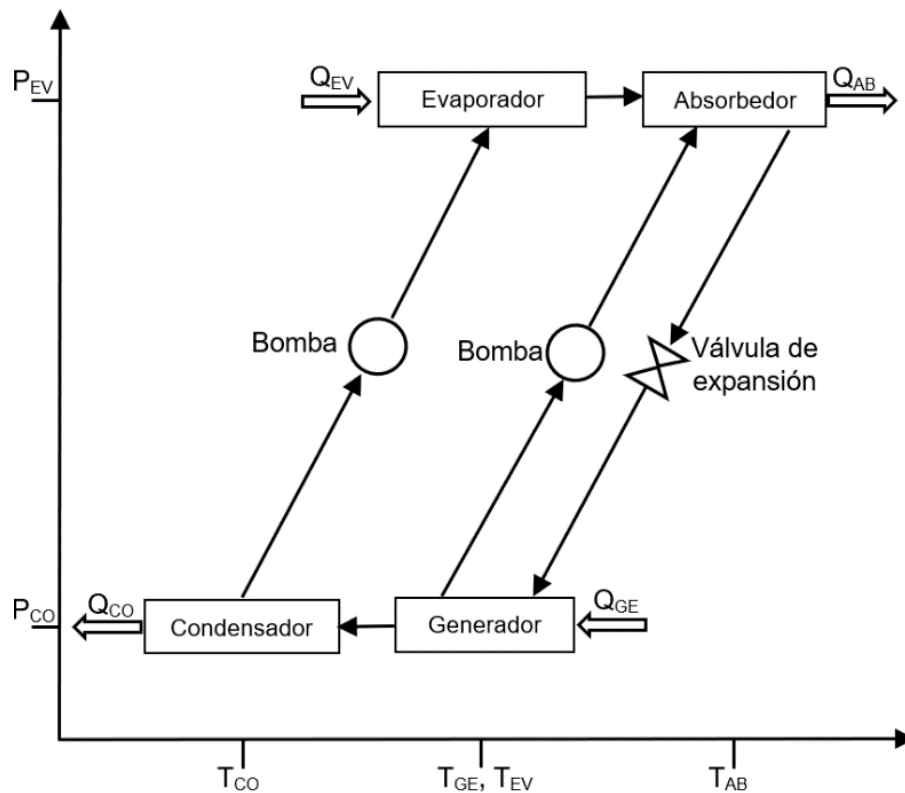 P_EV
Q_EV
Evaporador
Absorbedor
Q_AB
Bomba
Bomba
Válvula de
expansión
P_CO
Q_CO
Condensador
Generador
Q_GE
T_CO
T_GE, T_EV
T_AB